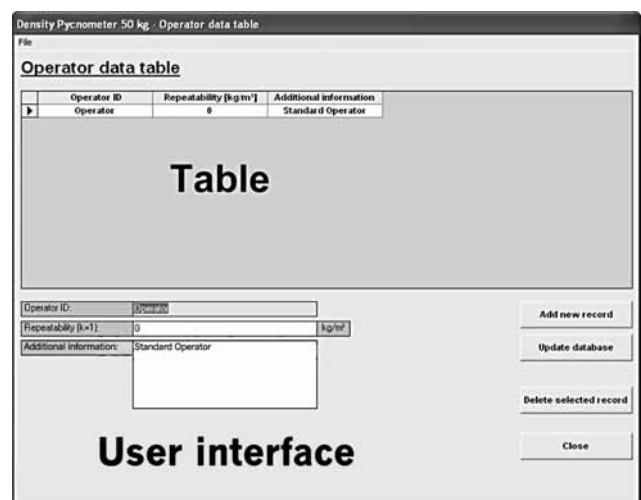 Density Pycnometer 50 kg - Operator data table
File
Operator data table
Operator ID Repeatability [kg/m³] Additional information
Operator 0 Standard Operator
Table
Operator ID: Operator
Repeatability (k=1): 0 kg/m³
Additional information: Standard Operator
Add new record
Update database
Delete selected record
Close
User interface